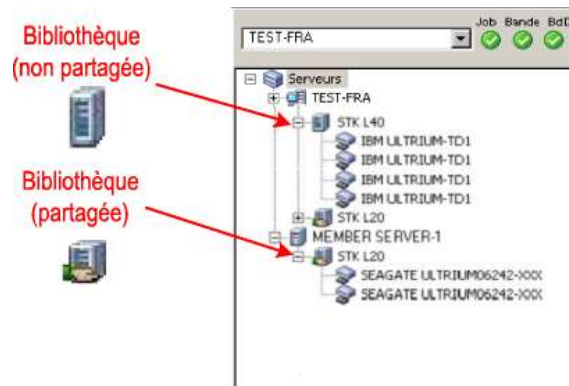 Bibliothèque
(non partagée)
Bibliothèque
(partagée)
Job Bande BdD
TEST-FRA
Serveurs
TEST-FRA
STK L40
IBM ULTRIUM-TD1
IBM ULTRIUM-TD1
IBM ULTRIUM-TD1
IBM ULTRIUM-TD1
STK L20
MEMBER SERVER-1
STK L20
SEAGATE ULTRIUM06242-XXX
SEAGATE ULTRIUM06242-XXX